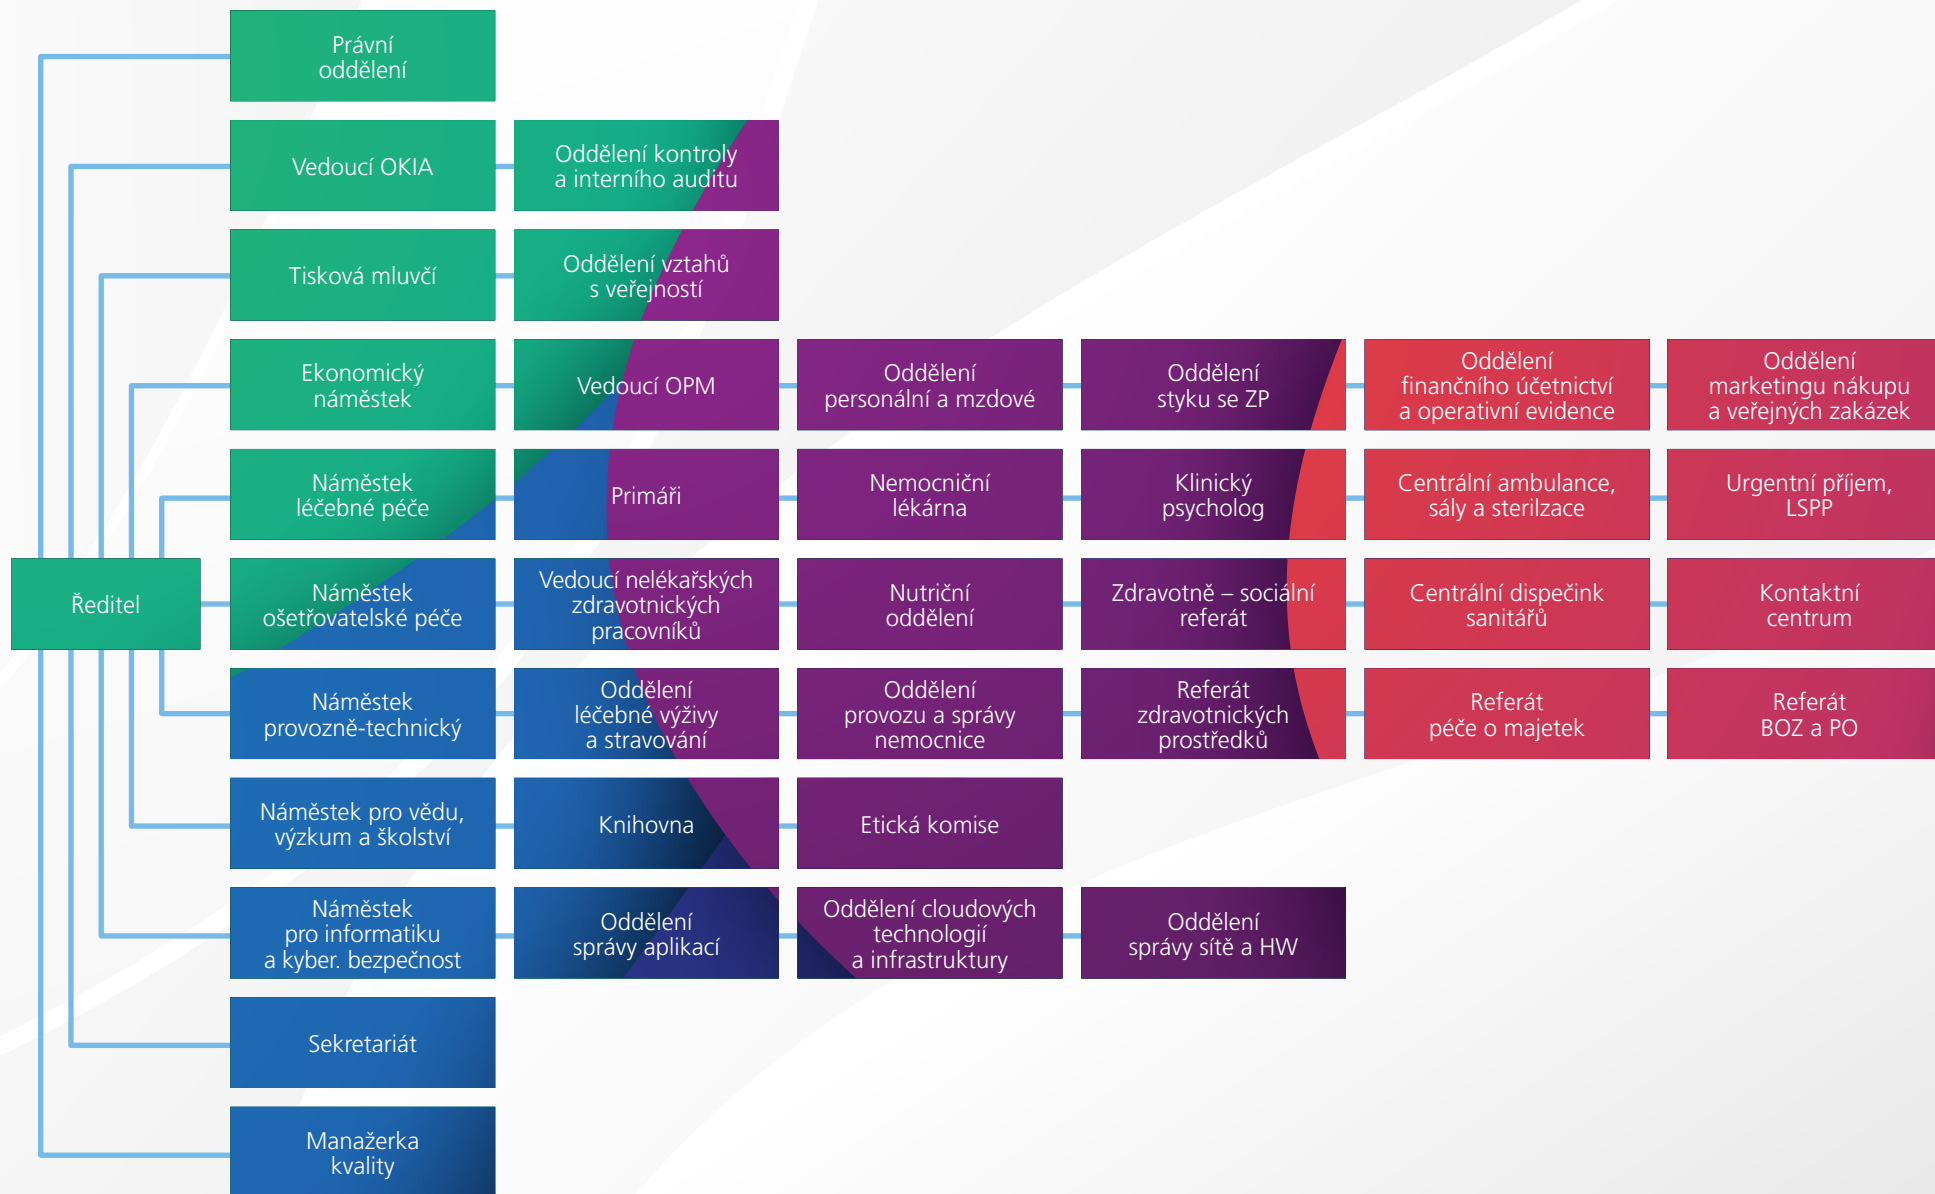 Právní
oddělení
Vedoucí OKIA
Oddělení kontroly
a interního auditu
Tisková mluvčí
Oddělení vztahů
s veřejností
Ekonomický
náměstek
Vedoucí OPM
Oddělení
personální a mzdové
Oddělení
styku se ZP
Oddělení
finančního účetnictví
a operativní evidence
Oddělení
marketingu nákupu
a veřejných zakázek
Náměstek
léčebné péče
Primáři
Nemocniční
lékárna
Klinický
psycholog
Centrální ambulance,
sály a sterilzace
Urgentní příjem,
LSPP
Ředitel
Náměstek
ošetřovatelské péče
Vedoucí nelékařských
zdravotnických
pracovníků
Nutriční
oddělení
Zdravotně – sociální
referát
Centrální dispečink
sanitářů
Kontaktní
centrum
Náměstek
provozně-technický
Oddělení
léčebné výživy
a stravování
Oddělení
provozu a správy
nemocnice
Referát
zdravotnických
prostředků
Referát
péče o majetek
Referát
BOZ a PO
Náměstek pro vědu,
výzkum a školství
Knihovna
Etická komise
Náměstek
pro informatiku
a kyber. bezpečnost
Oddělení
správy aplikací
Oddělení cloudových
technologií
a infrastruktury
Oddělení
správy sítě a HW
Sekretariát
Manažerka
kvality